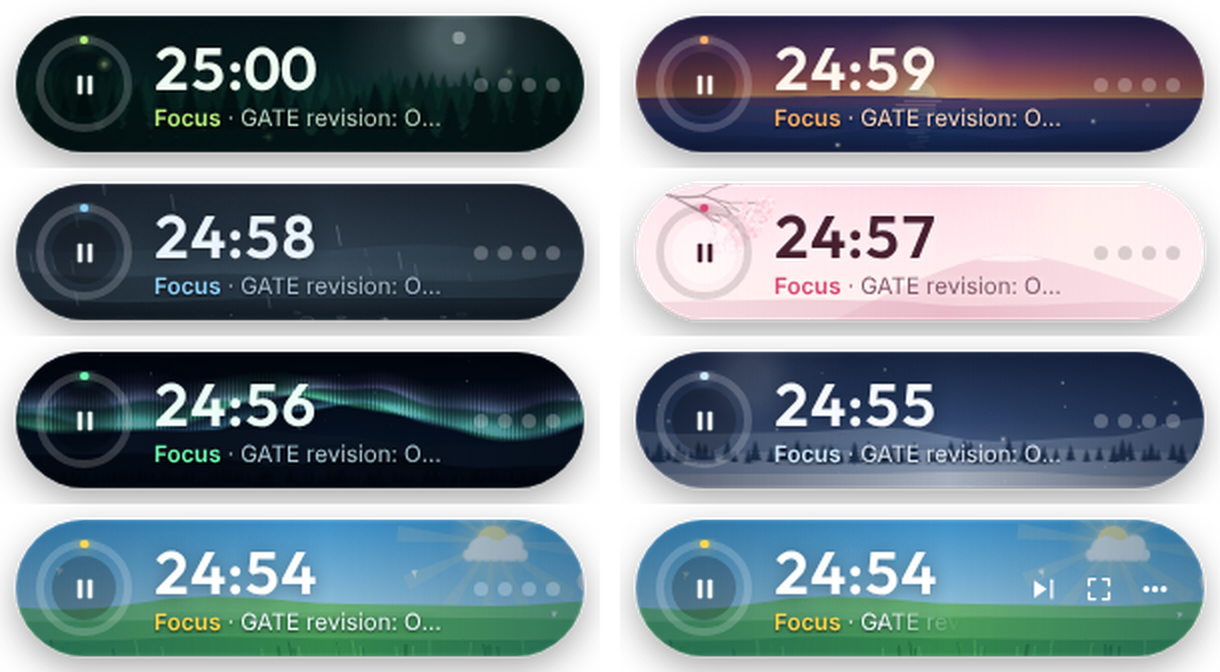 25:00
Focus · GATE revision: O...
24:59
Focus · GATE revision: O...
24:58
Focus · GATE revision: O...
24:57
Focus · GATE revision: O...
24:56
Focus · GATE revision: O...
24:55
Focus · GATE revision: O...
24:54
Focus · GATE revision: O...
24:54
Focus · GATE rev